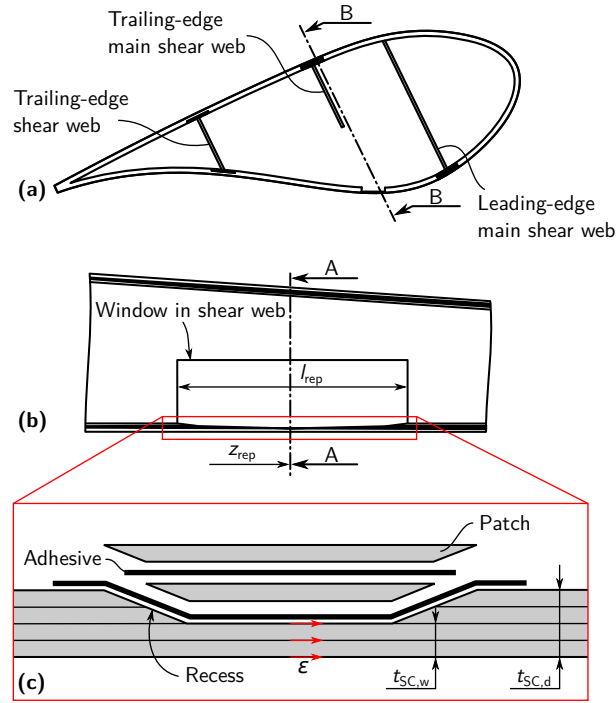 B
Trailing-edge
main shear web
Trailing-edge
shear web
B
(a)
Leading-edge
main shear web
A
Window in shear web
l_rep
(b)
z_rep
A
Patch
Adhesive
Recess
ε
t_SC,w
t_SC,d
(c)